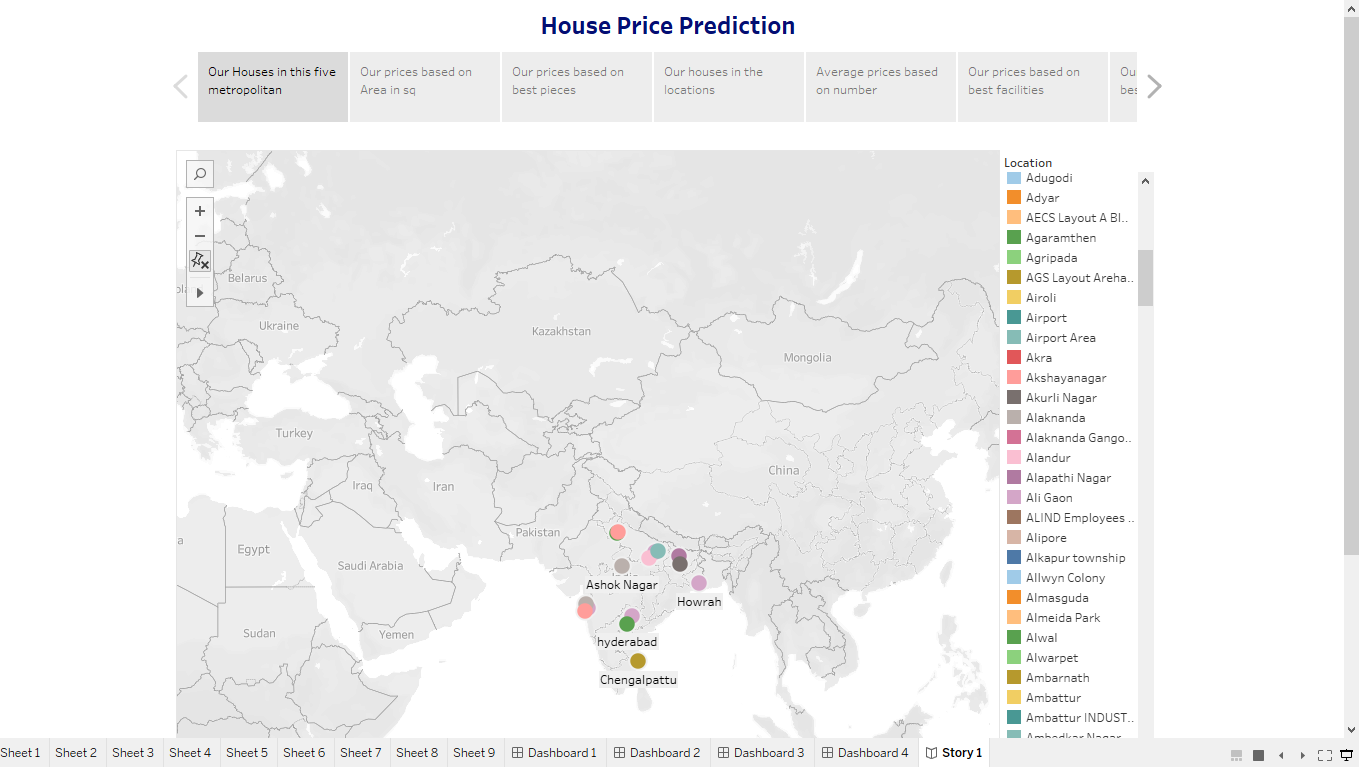 House Price Prediction
Our Houses in this five
metropolitan
Our prices based on
Area in sq
Our prices based on
best pieces
Our houses in the
locations
Average prices based
on number
Our prices based on
best facilities
Belarus
Ukraine
Kazakhstan
Mongolia
Turkey
China
Iraq
Iran
Pakistan
Egypt
Saudi Arabia
Sudan
Yemen
Ashok Nagar
Howrah
hyderabad
Chengalpattu
Location
Adugodi
Adyar
AECS Layout A Bl..
Agaramthen
Agripada
AGS Layout Areha..
Airoli
Airport
Airport Area
Akra
Akshayanagar
Akurli Nagar
Alaknanda
Alaknanda Gango..
Alandur
Alapathi Nagar
Ali Gaon
ALIND Employees ..
Alipore
Alkapur township
Allwyn Colony
Almasguda
Almeida Park
Alwal
Alwarpet
Ambarnath
Ambattur
Ambattur INDUST..
Ambedkar Nagar
Sheet 1
Sheet 2
Sheet 3
Sheet 4
Sheet 5
Sheet 6
Sheet 7
Sheet 8
Sheet 9
Dashboard 1
Dashboard 2
Dashboard 3
Dashboard 4
Story 1